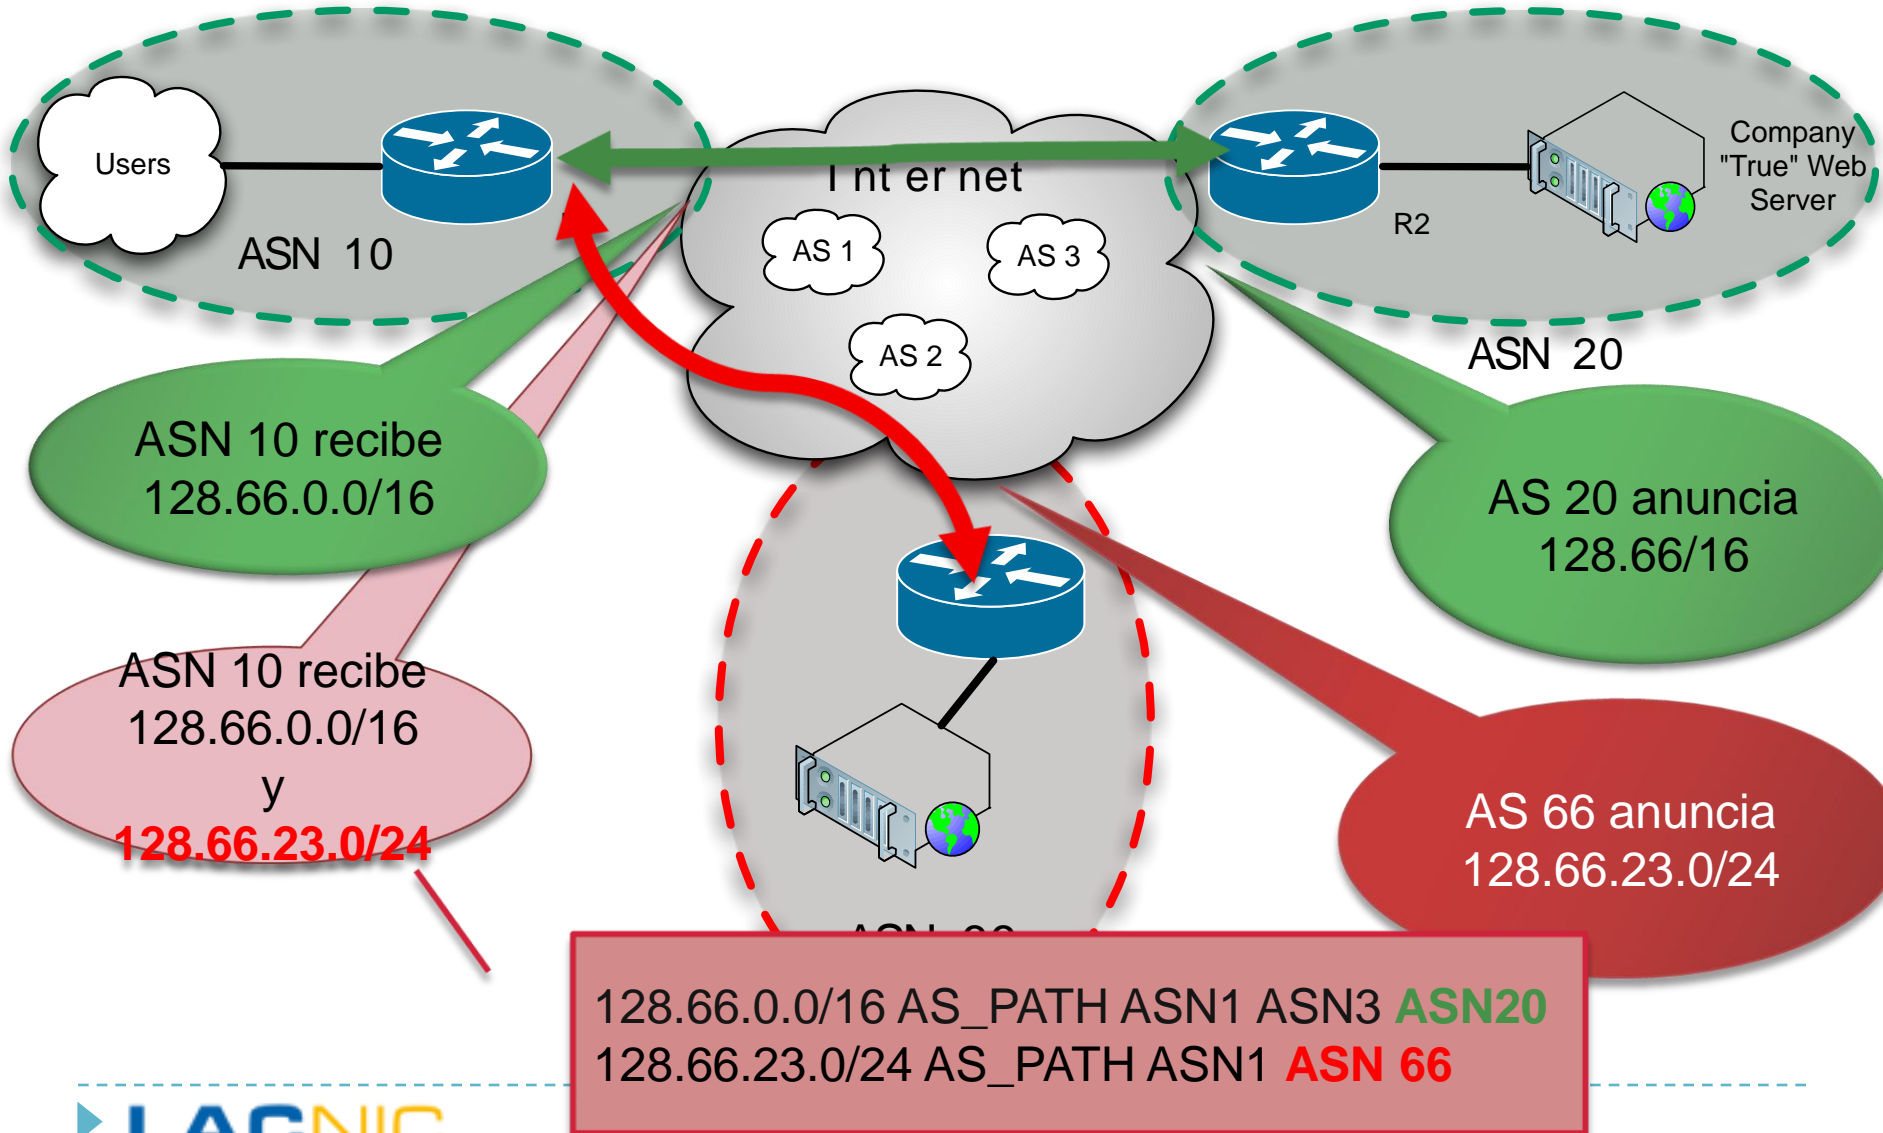 Users
ASN 10
Internet
AS 1
AS 3
AS 2
R2
Company
"True" Web
Server
ASN 20
ASN 10 recibe
128.66.0.0/16
AS 20 anuncia
128.66/16
ASN 10 recibe
128.66.0.0/16
y
128.66.23.0/24
AS 66 anuncia
128.66.23.0/24
128.66.0.0/16 AS_PATH ASN1 ASN3 ASN20
128.66.23.0/24 AS_PATH ASN1 ASN 66
LACNIC